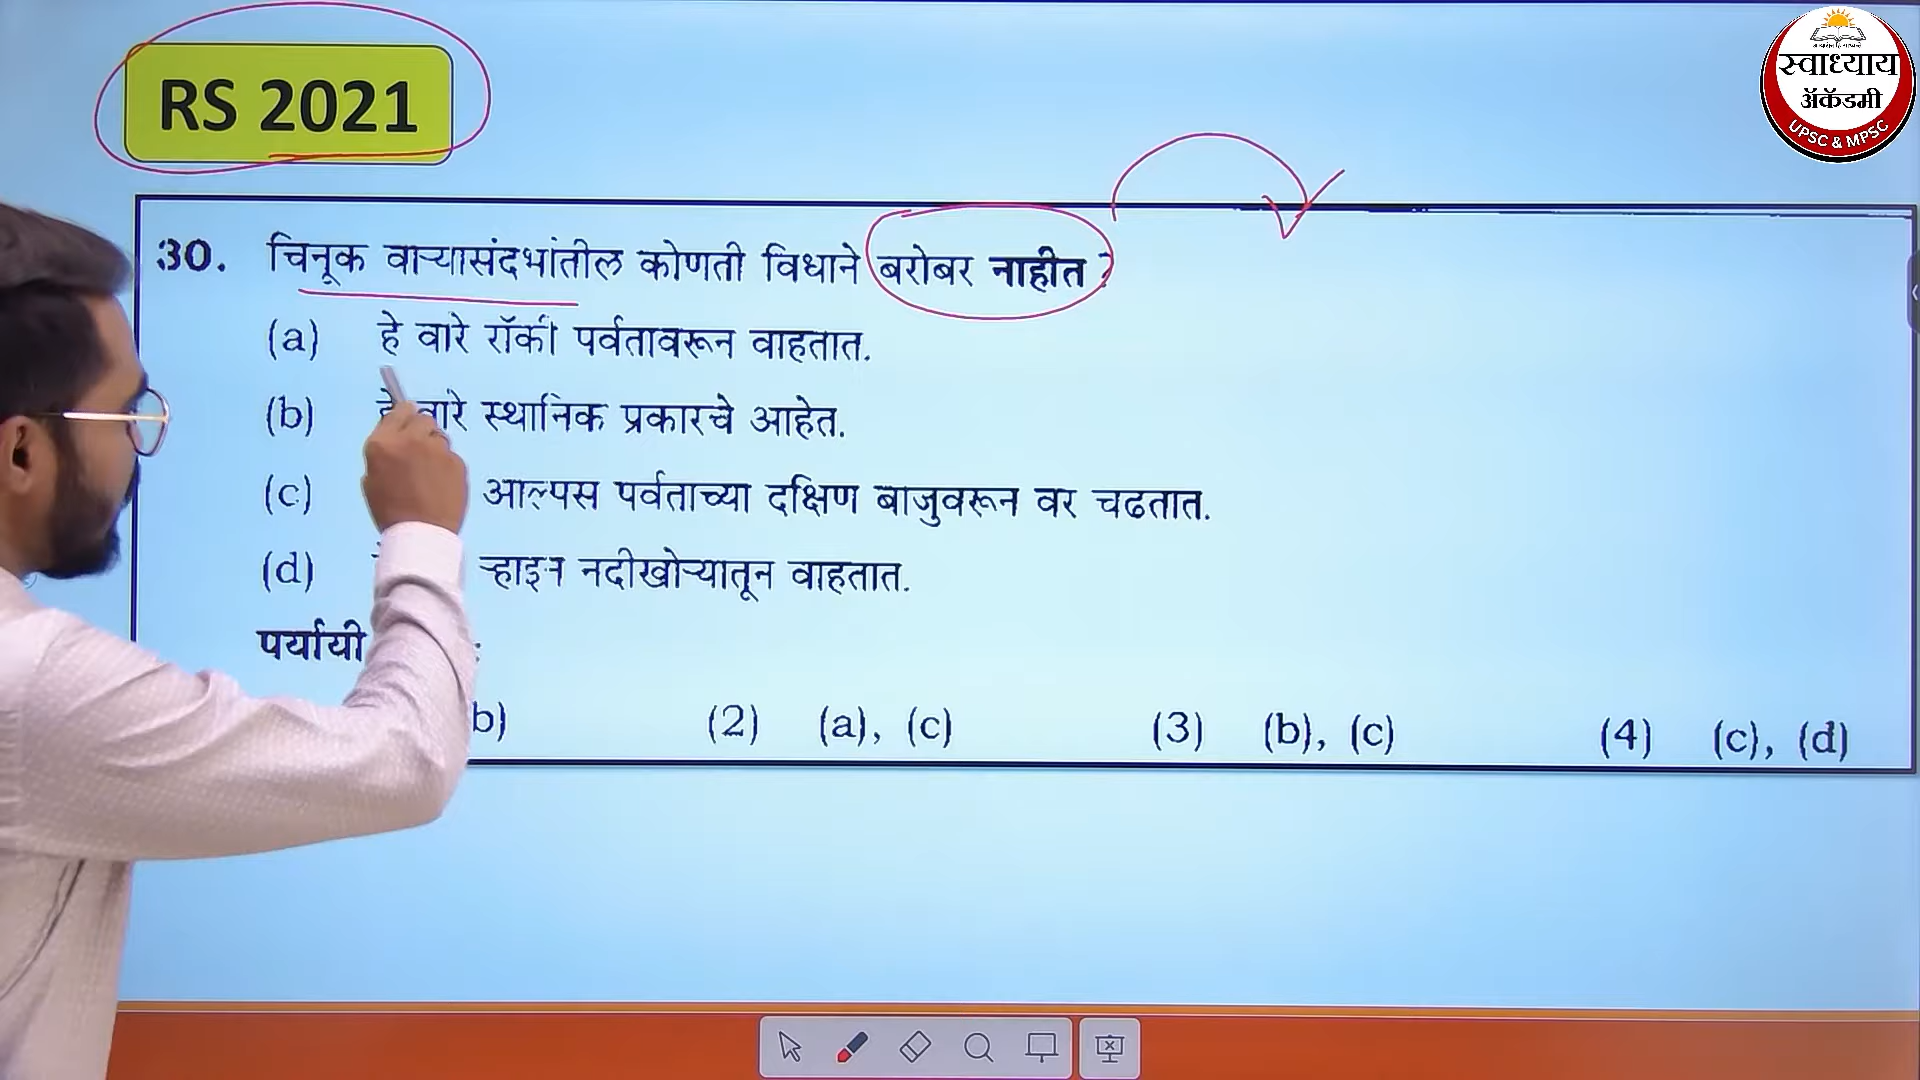 RS 2021
स्वाध्याय
अ‍ॅकॅडमी
UPSC & MPSC
30. चिनूक वाऱ्यासंदर्भातील कोणती विधाने बरोबर नाहीत ?
(a) हे वारे रॉकी पर्वतावरून वाहतात.
(b) हे वारे स्थानिक प्रकारचे आहेत.
(c) आल्पस पर्वताच्या दक्षिण बाजुवरून वर चढतात.
(d) ऱ्हाइन नदीखोऱ्यातून वाहतात.
पर्यायी :
b) (2) (a), (c) (3) (b), (c) (4) (c), (d)